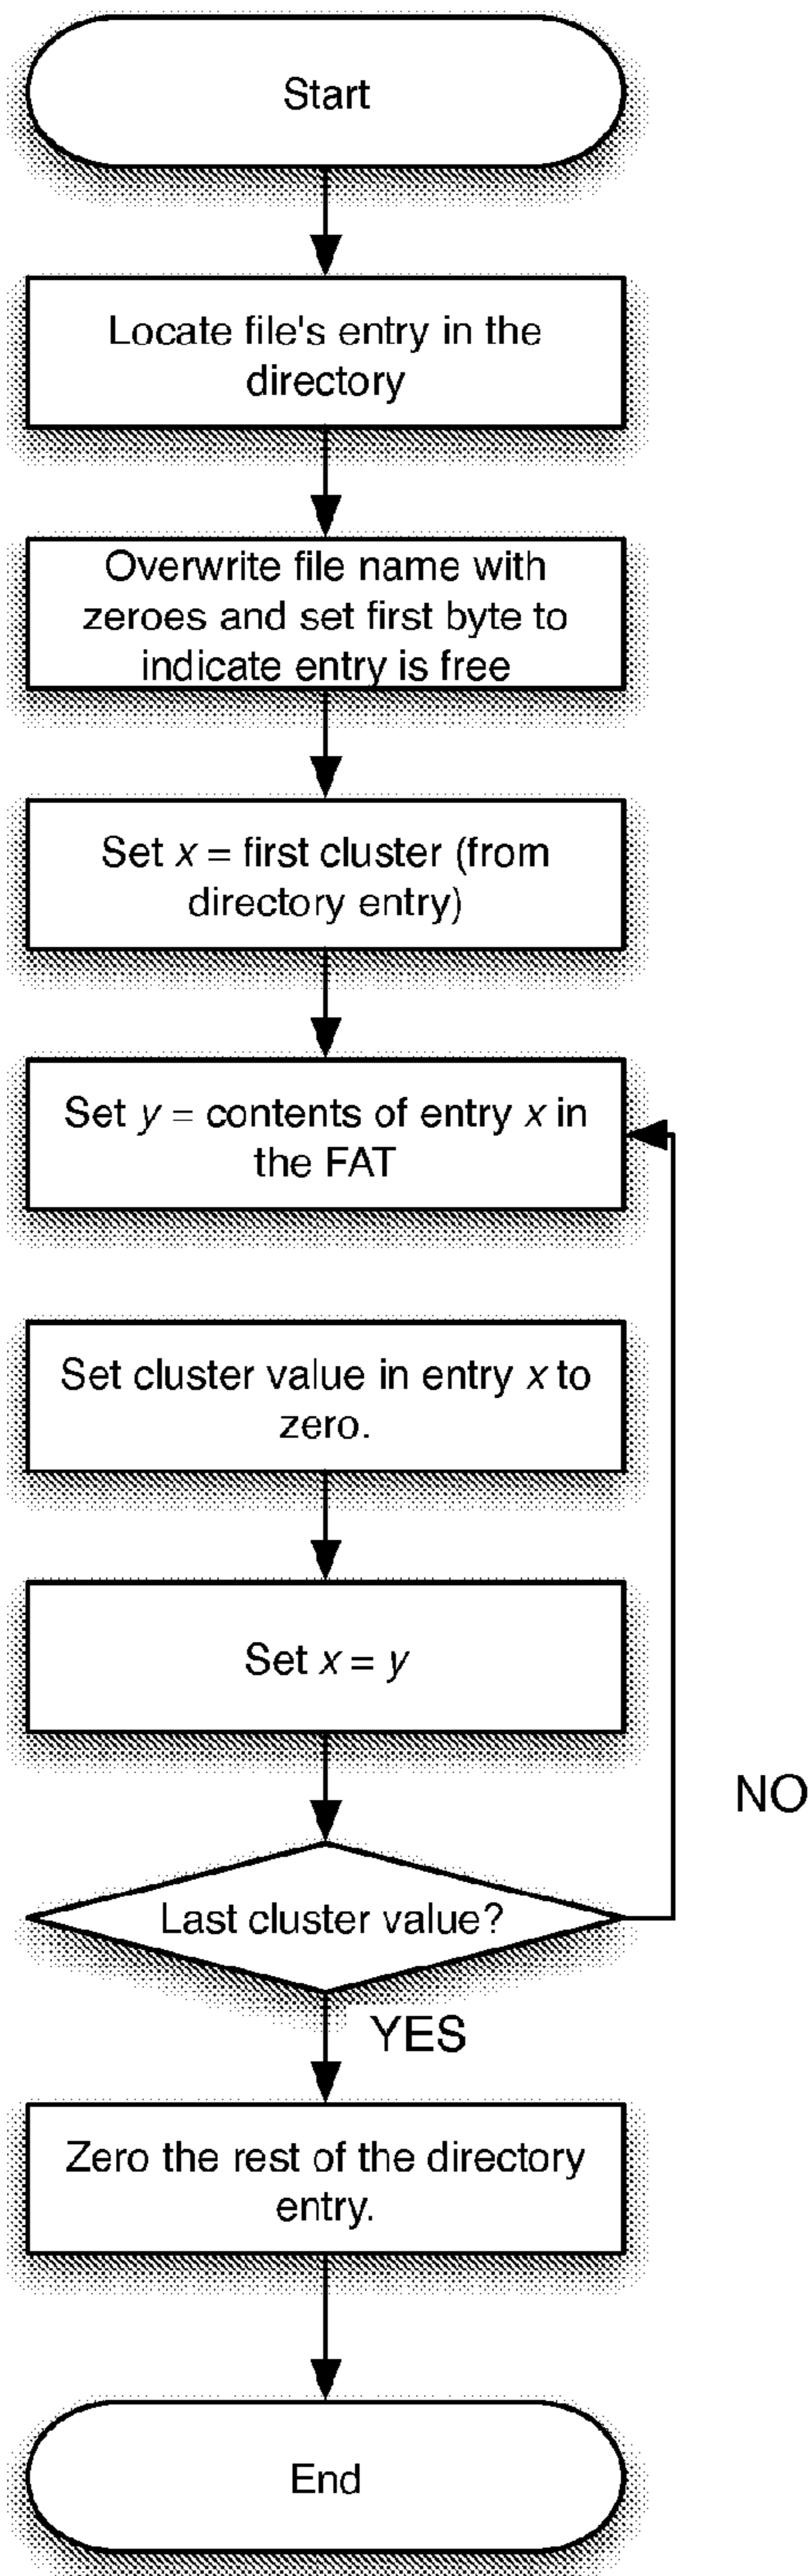 Start
Locate file's entry in the
directory
Overwrite file name with
zeroes and set first byte to
indicate entry is free
Set x = first cluster (from
directory entry)
Set y = contents of entry x in
the FAT
Set cluster value in entry x to
zero.
Set x = y
NO
Last cluster value?
YES
Zero the rest of the directory
entry.
End